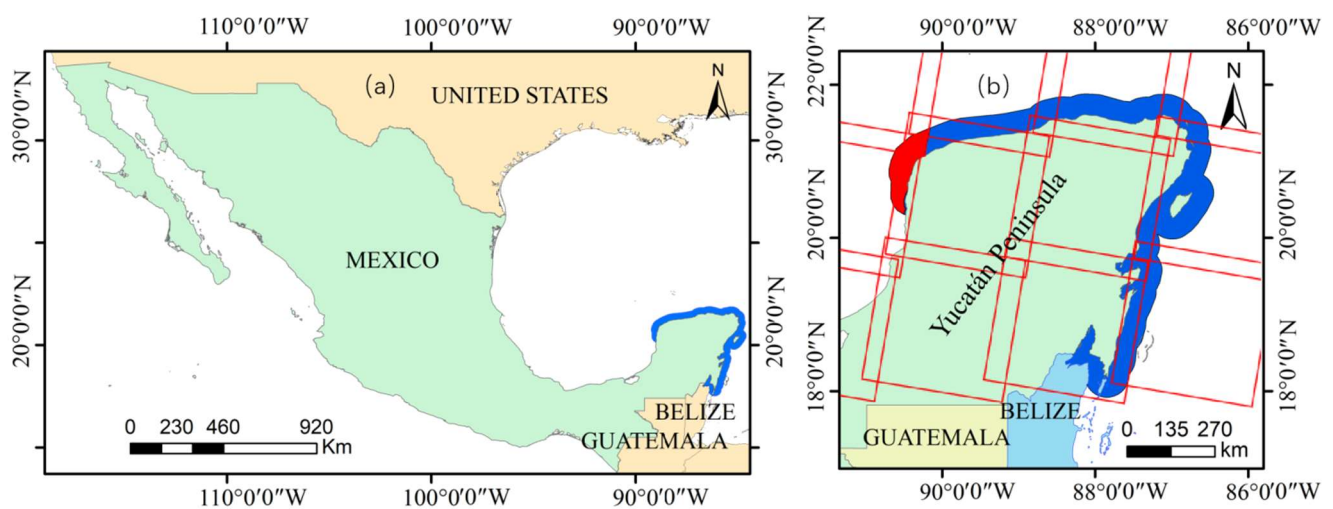 110°0′0″W 100°0′0″W 90°0′0″W
30°0′0″N
20°0′0″N
(a)
UNITED STATES
N
30°0′0″N
20°0′0″N
MEXICO
BELIZE
GUATEMALA
0 230 460 920
Km
110°0′0″W 100°0′0″W 90°0′0″W
90°0′0″W 88°0′0″W 86°0′0″W
22°0′0″N
20°0′0″N
18°0′0″N
(b)
N
Yucatán Peninsula
20°0′0″N
18°0′0″N
BELIZE
GUATEMALA
0 135 270
Km
90°0′0″W 88°0′0″W 86°0′0″W